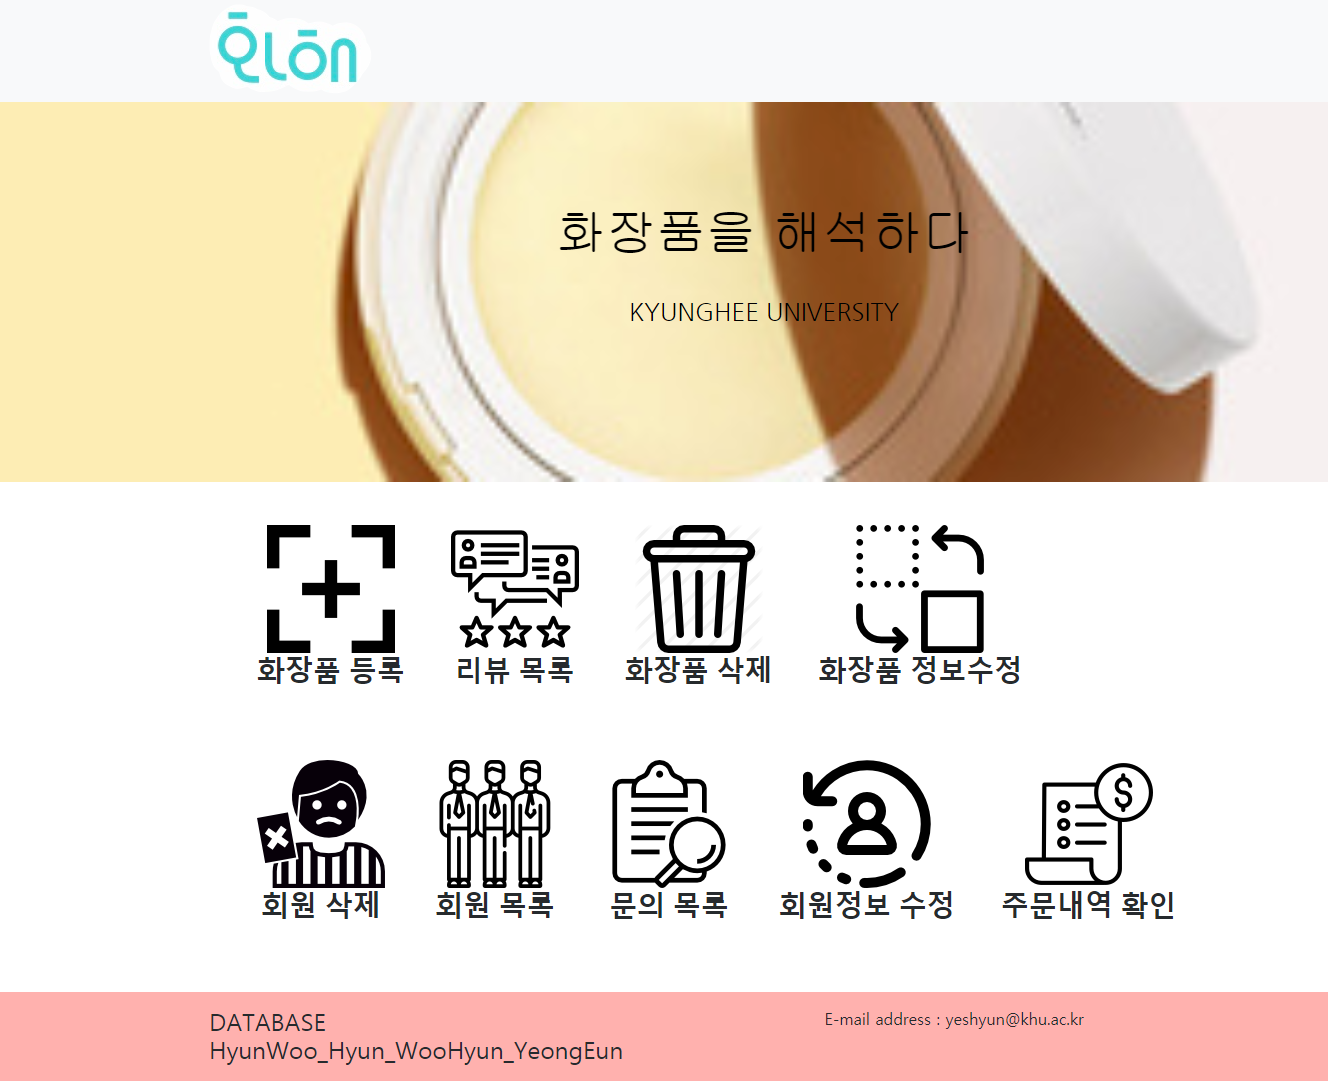 화장품을 해석하다
KYUNGHEE UNIVERSITY
화장품 등록
리뷰 목록
화장품 삭제
화장품 정보수정
회원 삭제
회원 목록
문의 목록
회원정보 수정
주문내역 확인
DATABASE
HyunWoo_Hyun_WooHyun_YeongEun
E-mail address : yeshyun@khu.ac.kr